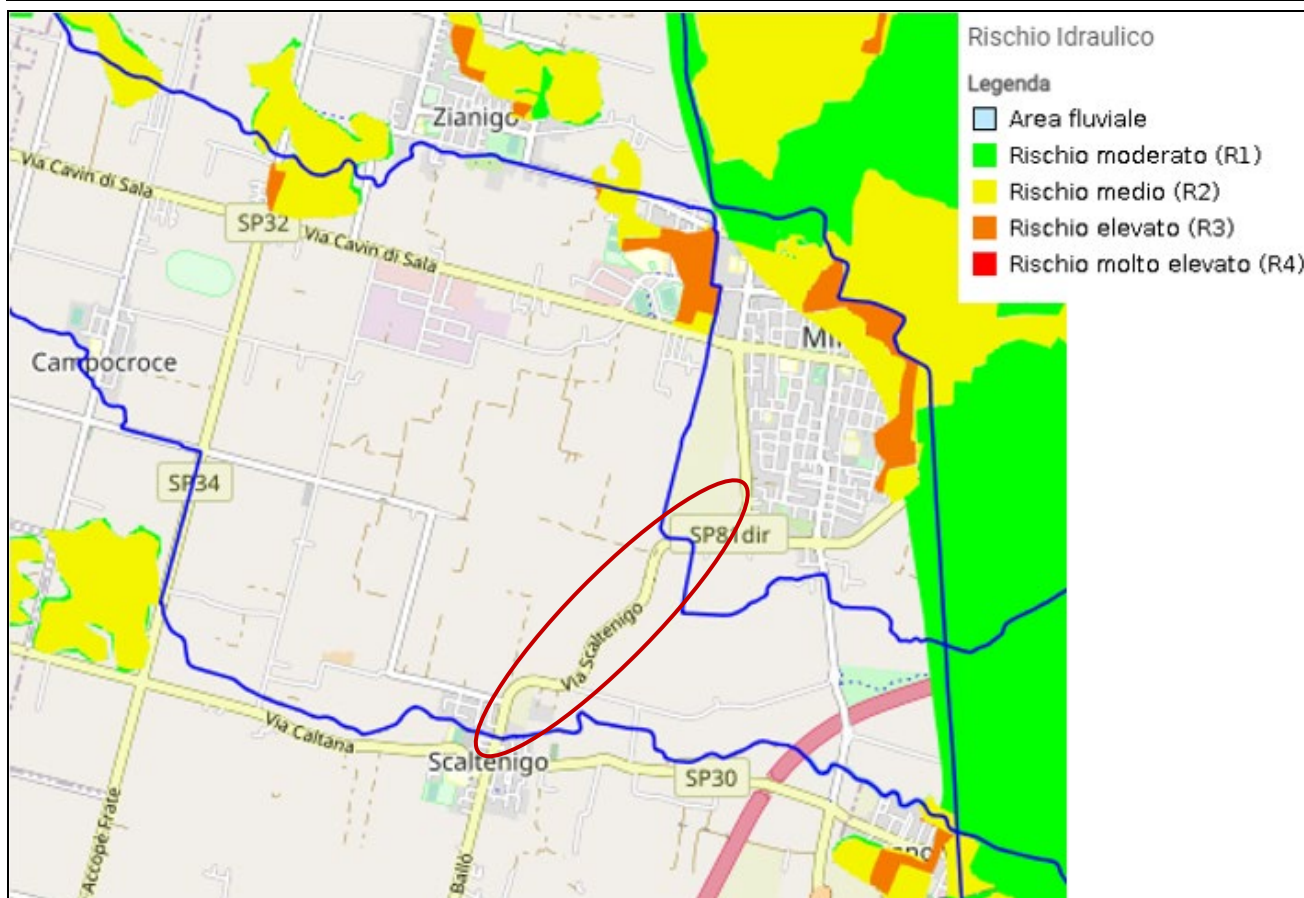 Rischio Idraulico
Legenda
Area fluviale
Rischio moderato (R1)
Rischio medio (R2)
Rischio elevato (R3)
Rischio molto elevato (R4)
Zianigo
Via Cavin di Sala
SP32
Via Cavin di Sala
Campocroce
SP34
SP81dir
Via Scaltenigo
Via Caltana
Scaltenigo
SP30
Accope Frate
Ballò